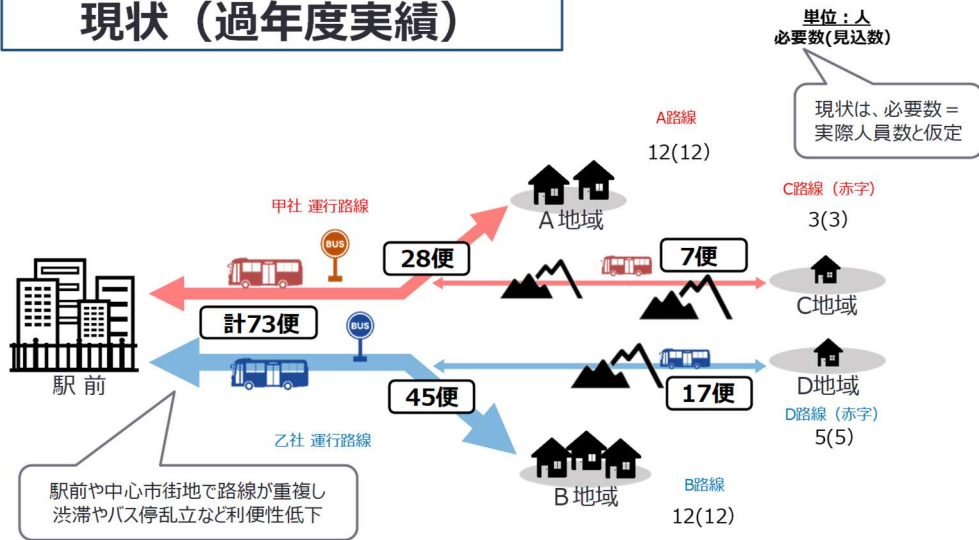 現状（過年度実績）
単位：人
必要数(見込数)
現状は、必要数＝
実際人員数と仮定
A路線
12(12)
C路線（赤字）
3(3)
甲社 運行路線
BUS
A地域
28便
7便
C地域
計73便
BUS
駅前
45便
17便
D地域
D路線（赤字）
5(5)
乙社 運行路線
B地域
B路線
12(12)
駅前や中心市街地で路線が重複し
渋滞やバス停乱立など利便性低下